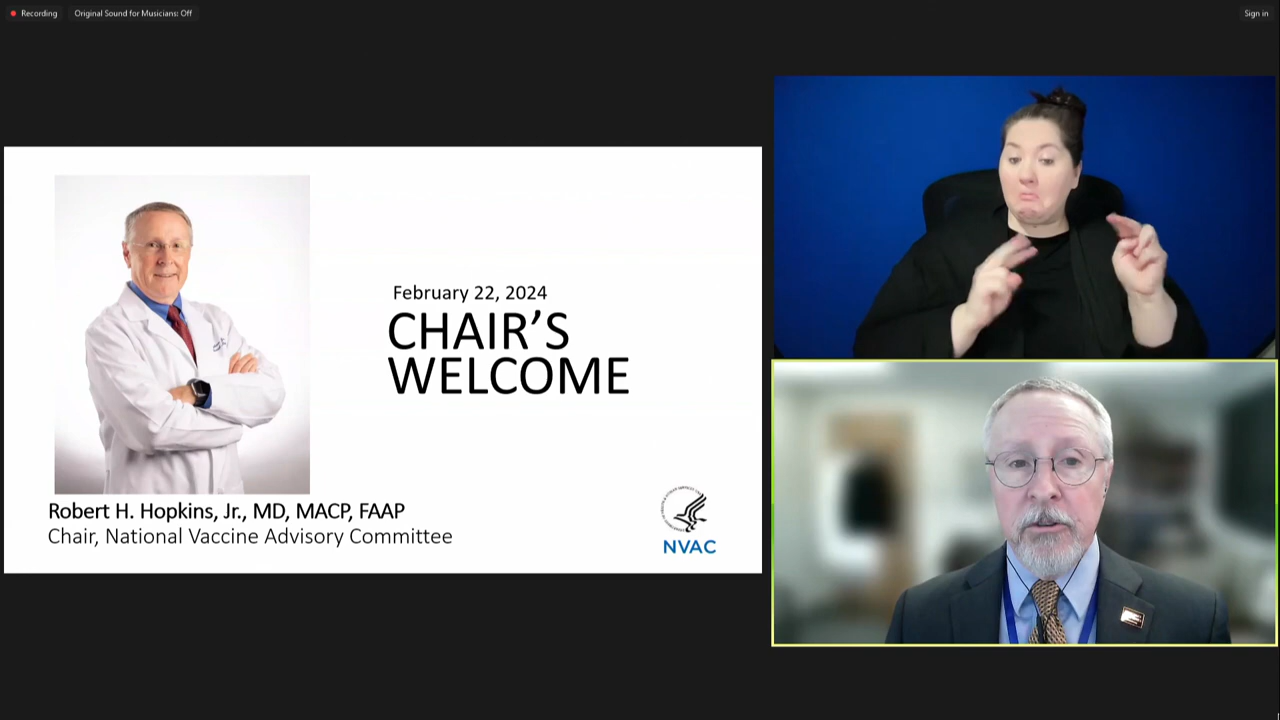 Recording
Original Sound for Musicians: Off
Sign in
February 22, 2024
CHAIR'S
WELCOME
Robert H. Hopkins, Jr., MD, MACP, FAAP
Chair, National Vaccine Advisory Committee
NVAC